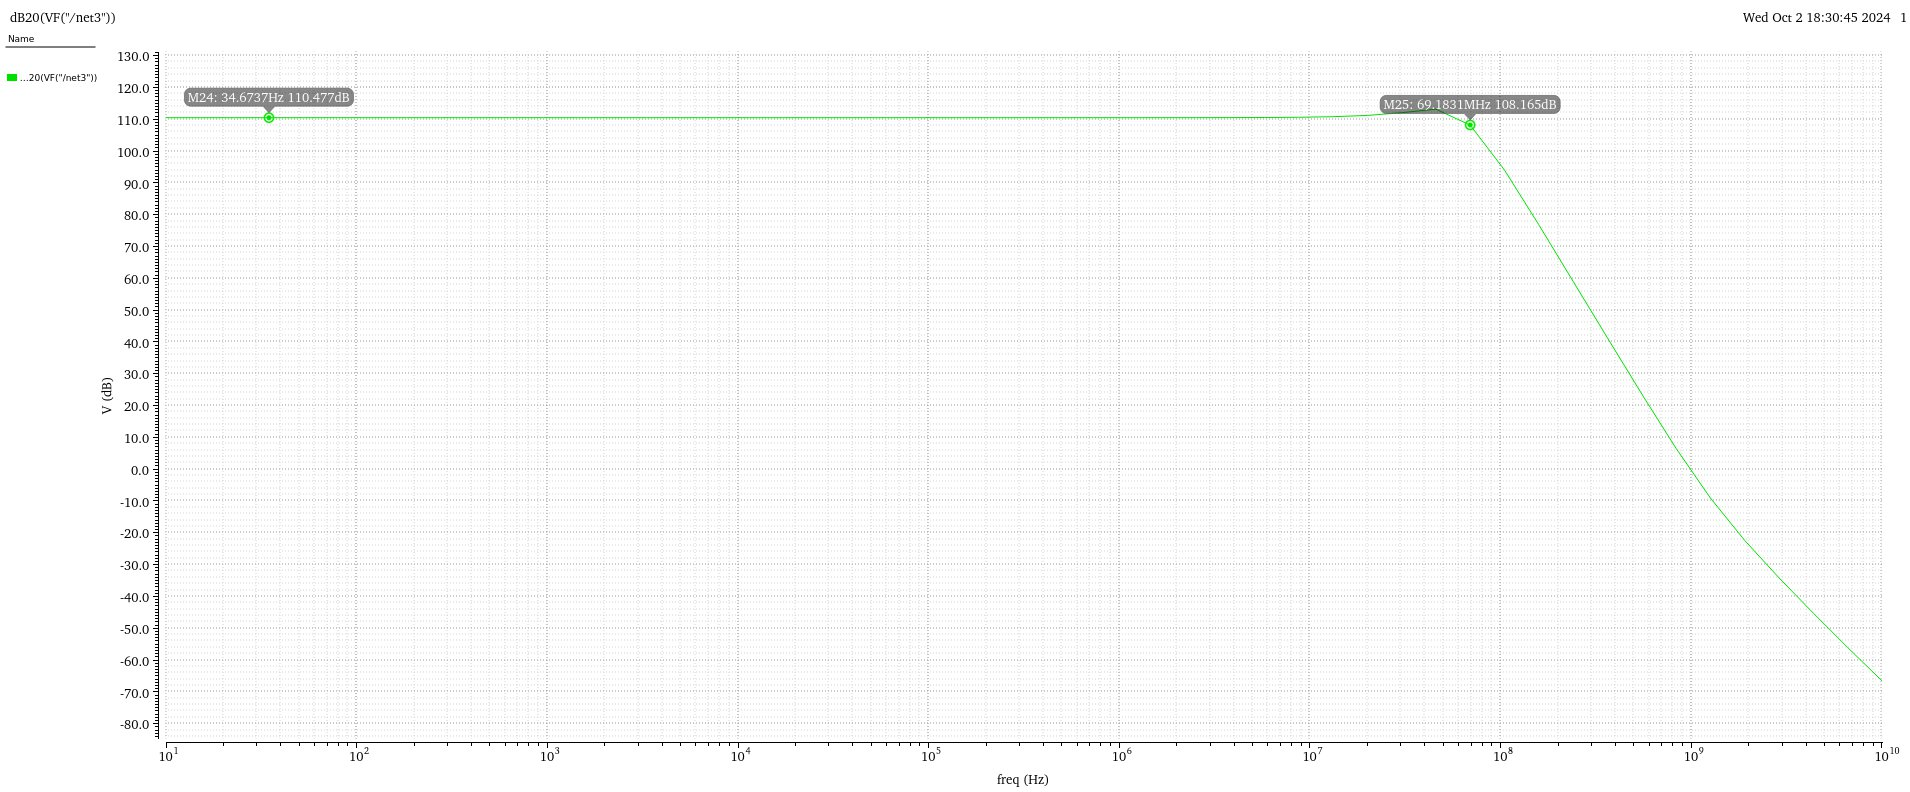 dB20(VF("/net3"))
Wed Oct 2 18:30:45 2024 1
Name
...20(VF("/net3"))
130.0
120.0
110.0
100.0
90.0
80.0
70.0
60.0
50.0
40.0
30.0
20.0
10.0
0.0
-10.0
-20.0
-30.0
-40.0
-50.0
-60.0
-70.0
-80.0
V (dB)
M24: 34.6737Hz 110.477dB
M25: 69.1831MHz 108.165dB
10^1 10^2 10^3 10^4 10^5 10^6 10^7 10^8 10^9 10^10
freq (Hz)